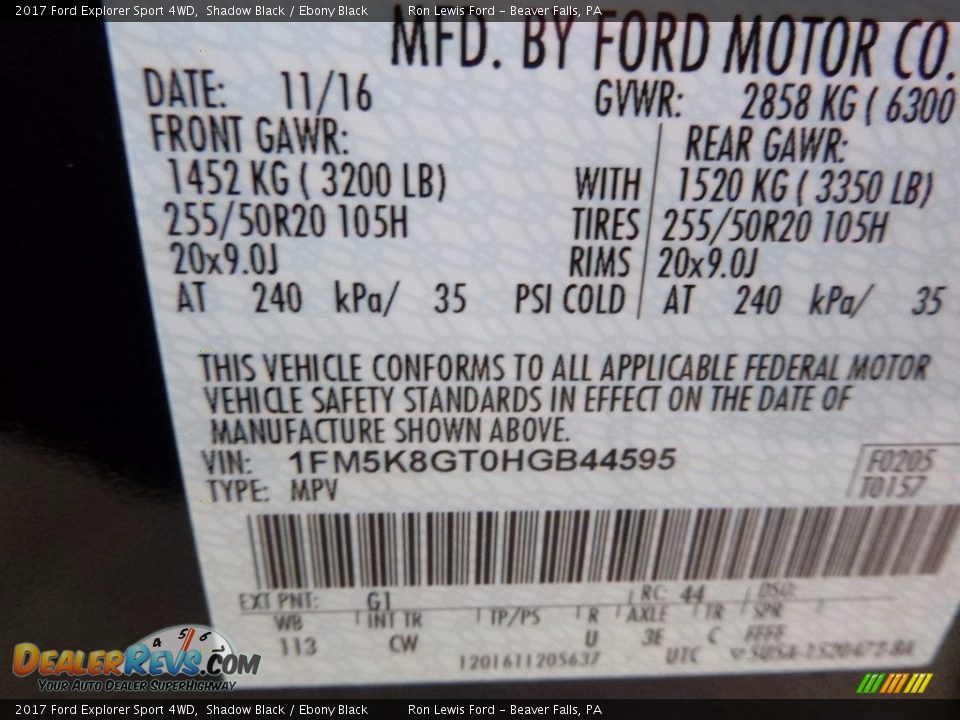 2017 Ford Explorer Sport 4WD, Shadow Black / Ebony Black Ron Lewis Ford - Beaver Falls, PA
MFD. BY FORD MOTOR CO.
DATE: 11/16 GVWR: 2858 KG ( 6300
FRONT GAWR: REAR GAWR:
1452 KG ( 3200 LB) WITH 1520 KG ( 3350 LB)
255/50R20 105H TIRES 255/50R20 105H
20x9.0J RIMS 20x9.0J
AT 240 kPa/ 35 PSI COLD AT 240 kPa/ 35
THIS VEHICLE CONFORMS TO ALL APPLICABLE FEDERAL MOTOR
VEHICLE SAFETY STANDARDS IN EFFECT ON THE DATE OF
MANUFACTURE SHOWN ABOVE.
VIN: 1FM5K8GT0HGB44595 F0205
TYPE: MPV T0157
EXT PNT: G1 RC: 44 DSO:
WB INT TR TP/PS R AXLE TR SPR
113 CW U 3E C FFFF
1201611205637 UTC
DEALERREVS.COM
YOUR AUTO DEALER SUPERHIGHWAY
2017 Ford Explorer Sport 4WD, Shadow Black / Ebony Black Ron Lewis Ford - Beaver Falls, PA